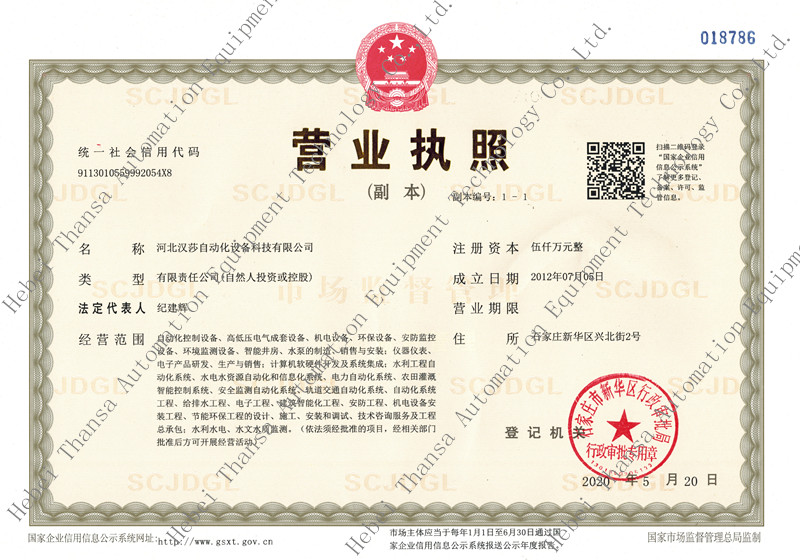 018786
统一社会信用代码
91130105599920 54X8
营业执照
(副 本)
(副本编号: 1 - 1
扫描二维码登录
"国家企业信用
信息公示系统"
了解更多登记、
备案、许可、监
管信息。
名 称 河北汉莎自动化设备科技有限公司
类 型 有限责任公司(自然人投资或控股)
法定代表人 纪建辉
经营范围 自动化控制设备、高低压电气成套设备、机电设备、环保设备、安防监控
设备、环境监测设备、智能井房、水泵的制造、销售与安装;仪器仪表、
电子产品研发、生产与销售;计算机软硬件开发及系统集成;水利工程自
动化系统、水电水资源自动化和信息化系统、电力自动化系统、农田灌溉
智能控制系统、安全监测自动化系统、轨道交通自动化系统、自动化系统
工程、给排水工程、电子工程、建筑智能化工程、安防工程、机电设备安
装工程、节能环保工程的设计、施工、安装和调试、技术咨询服务及工程
总承包;水利水电、水文水质监测。(依法须经批准的项目,经相关部门
批准后方可开展经营活动)
注册资本 伍仟万元整
成立日期 2012年07月05日
营业期限
住 所 石家庄新华区兴北街2号
登记机关
石家庄市新华区行政审批局
行政审批专用章
2020 年 5 月 20 日
市场监督管理
SCJDGL
SCJDGL
SCJDGL
SCJDGL
SCJDGL
SCJDGL
SCJDGL
SCJDGL
SCJDGL
Hebei Thansa Automation Equipment Technology Co., Ltd.
Hebei Thansa Automation Equipment Technology Co., Ltd.
国家企业信用信息公示系统网址: http://www.gsxt.gov.cn
市场主体应当于每年1月1日至6月30日通过国
家企业信用信息公示系统报送公示年度报告。
国家市场监督管理总局监制